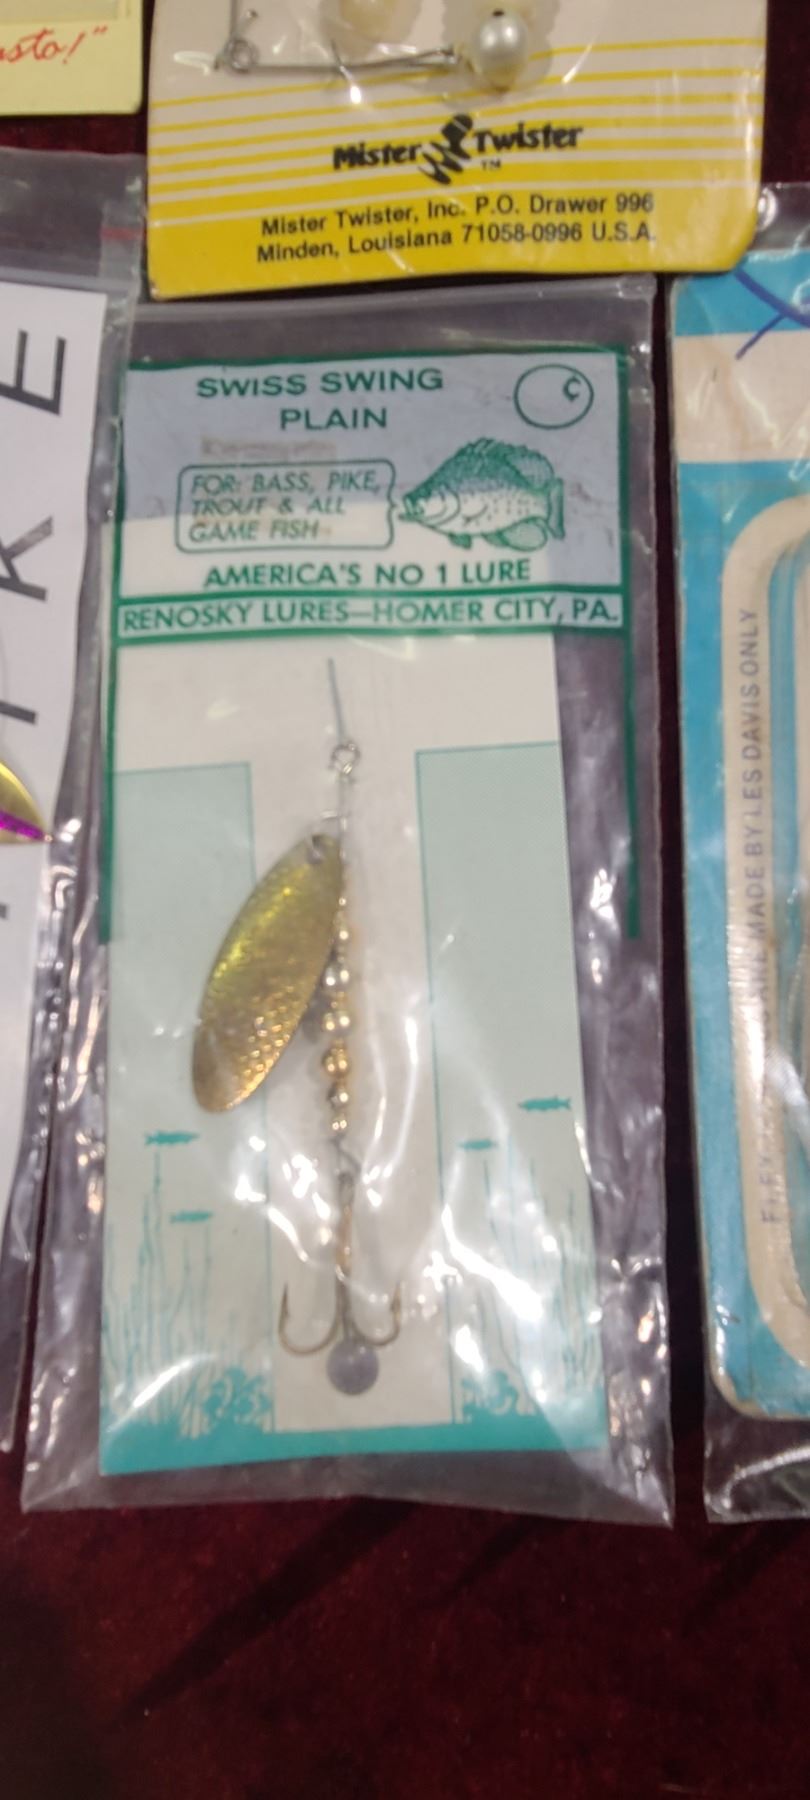 sto!"
Mister Twister
TM
Mister Twister, Inc. P.O. Drawer 996
Minden, Louisiana 71058-0996 U.S.A.
SWISS SWING
PLAIN
¢
FOR: BASS, PIKE,
TROUT & ALL
GAME FISH
AMERICA'S NO 1 LURE
RENOSKY LURES—HOMER CITY, PA.
I K E
MADE BY LES DAVIS ONLY